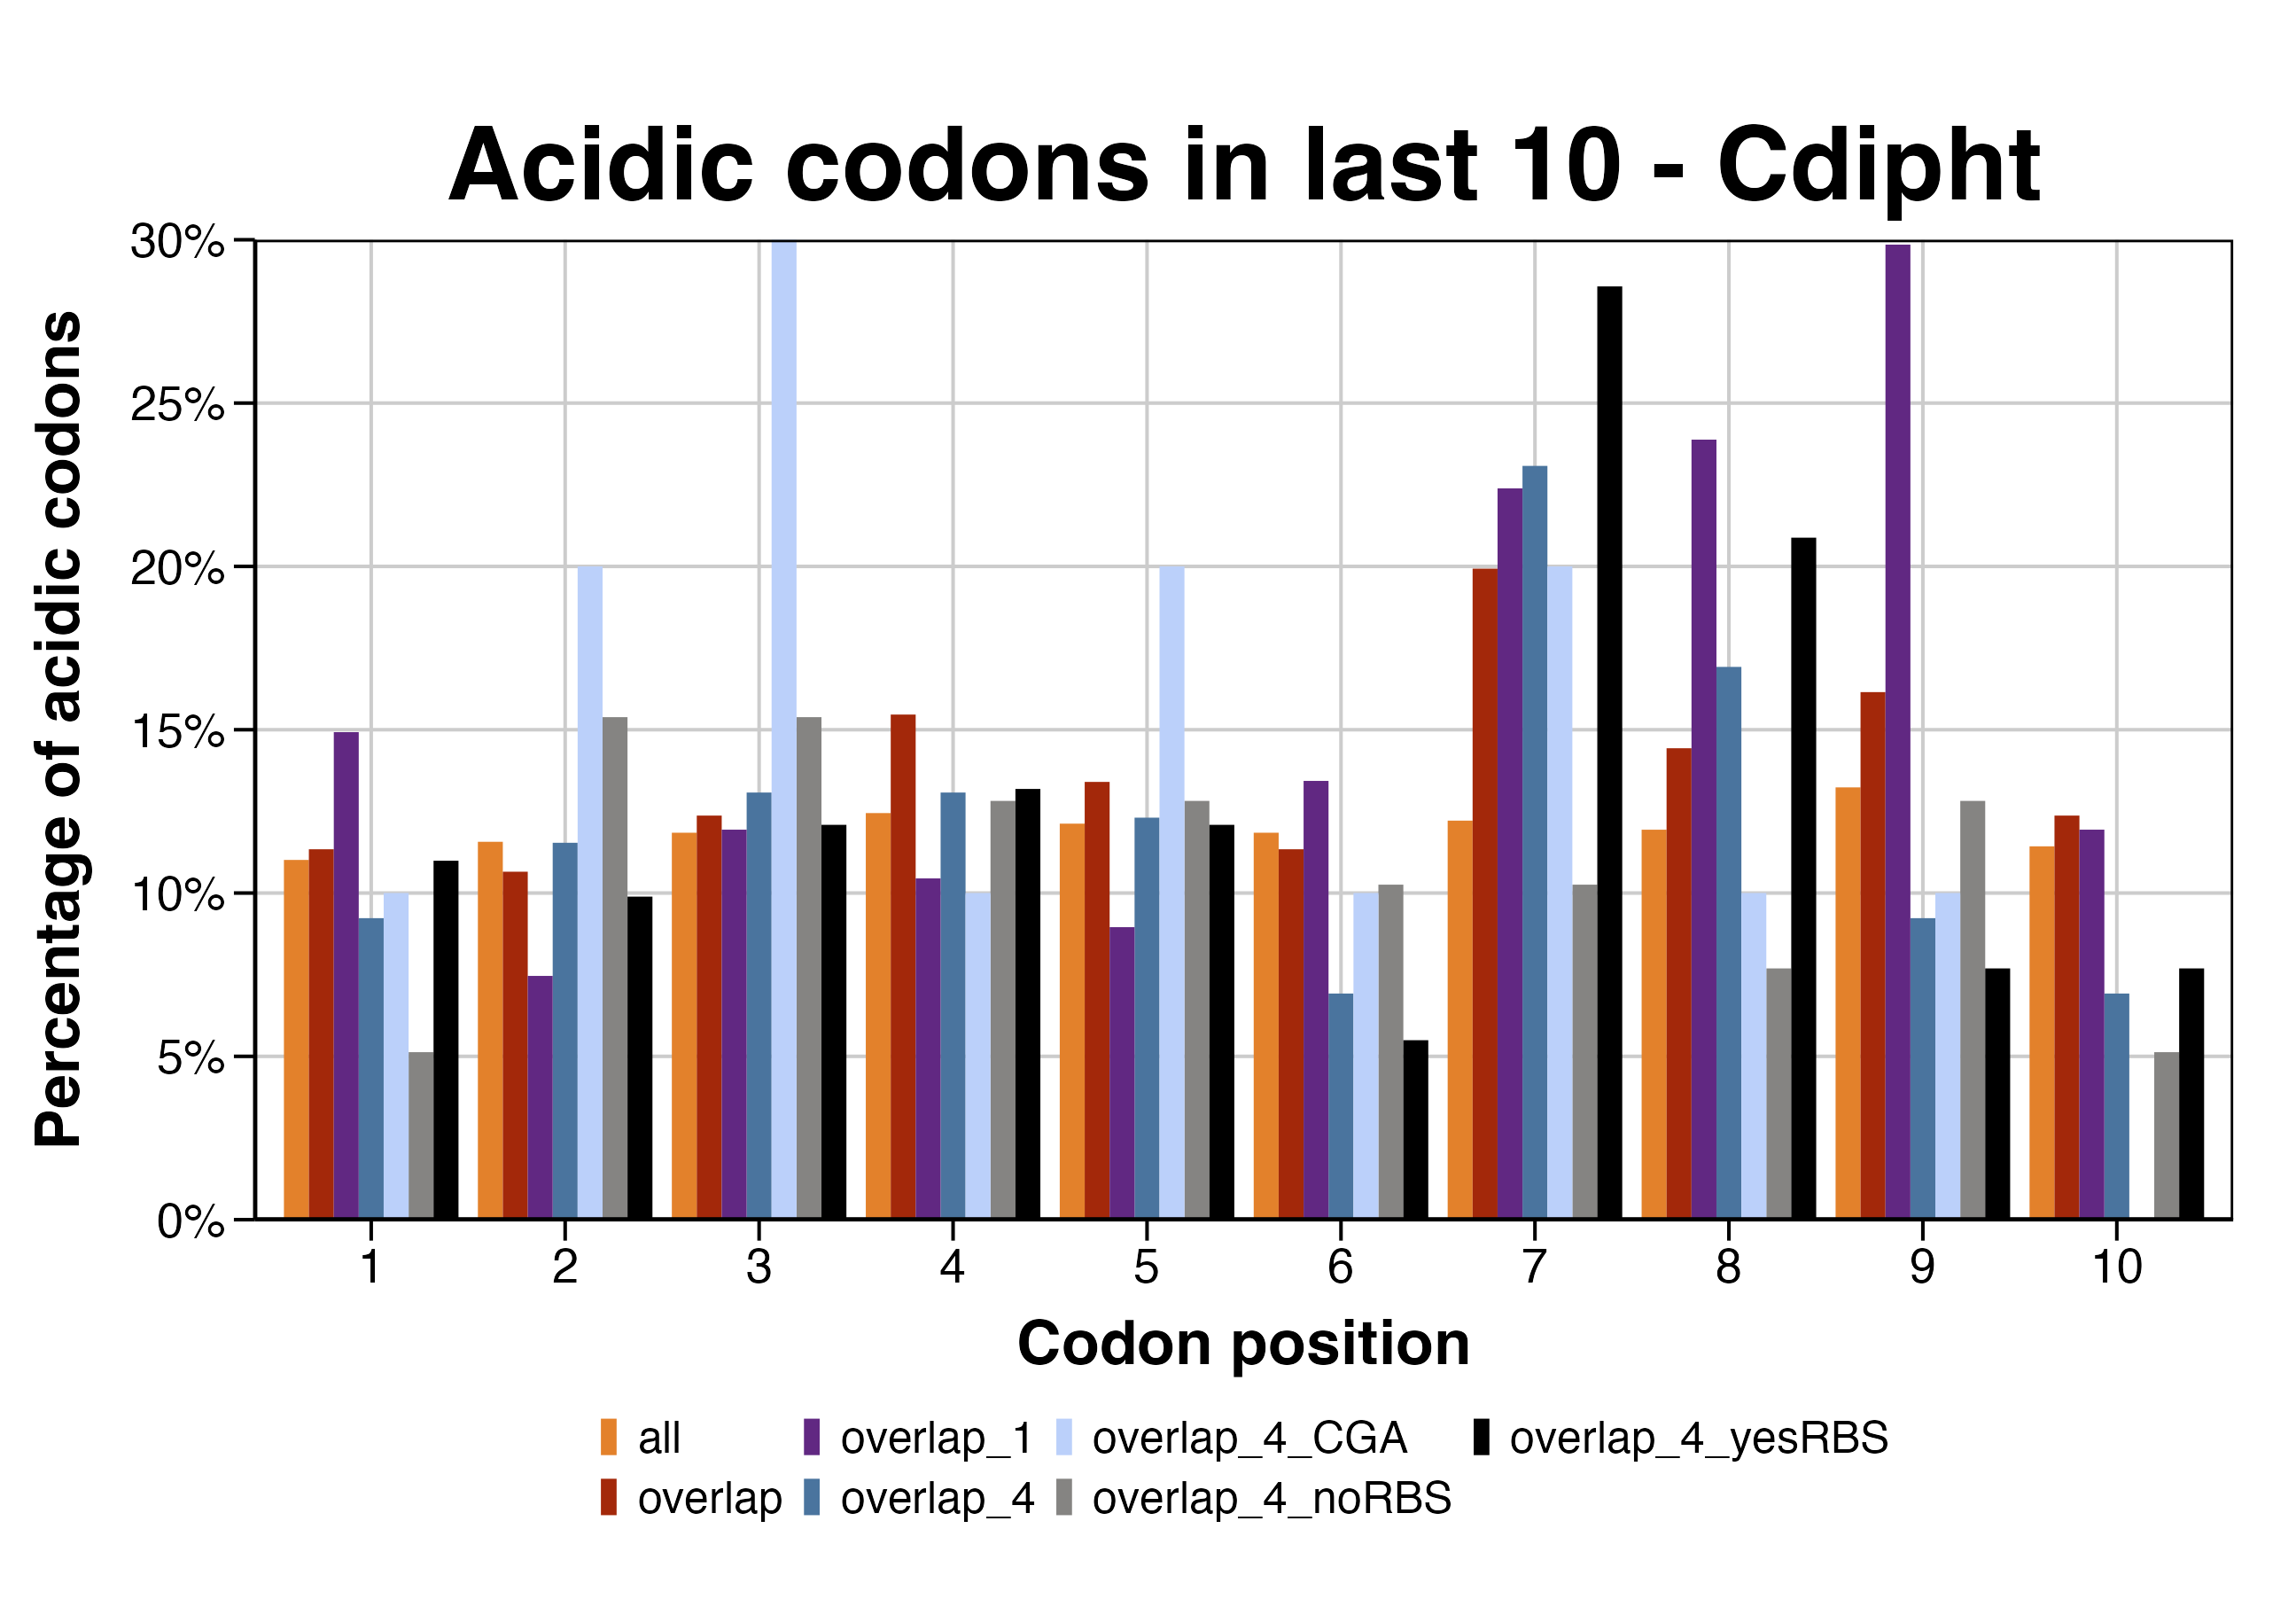 Acidic codons in last 10 - Cdipht
Percentage of acidic codons
30%
25%
20%
15%
10%
5%
0%
1 2 3 4 5 6 7 8 9 10
Codon position
all overlap_1 overlap_4_CGA overlap_4_yesRBS
overlap overlap_4 overlap_4_noRBS